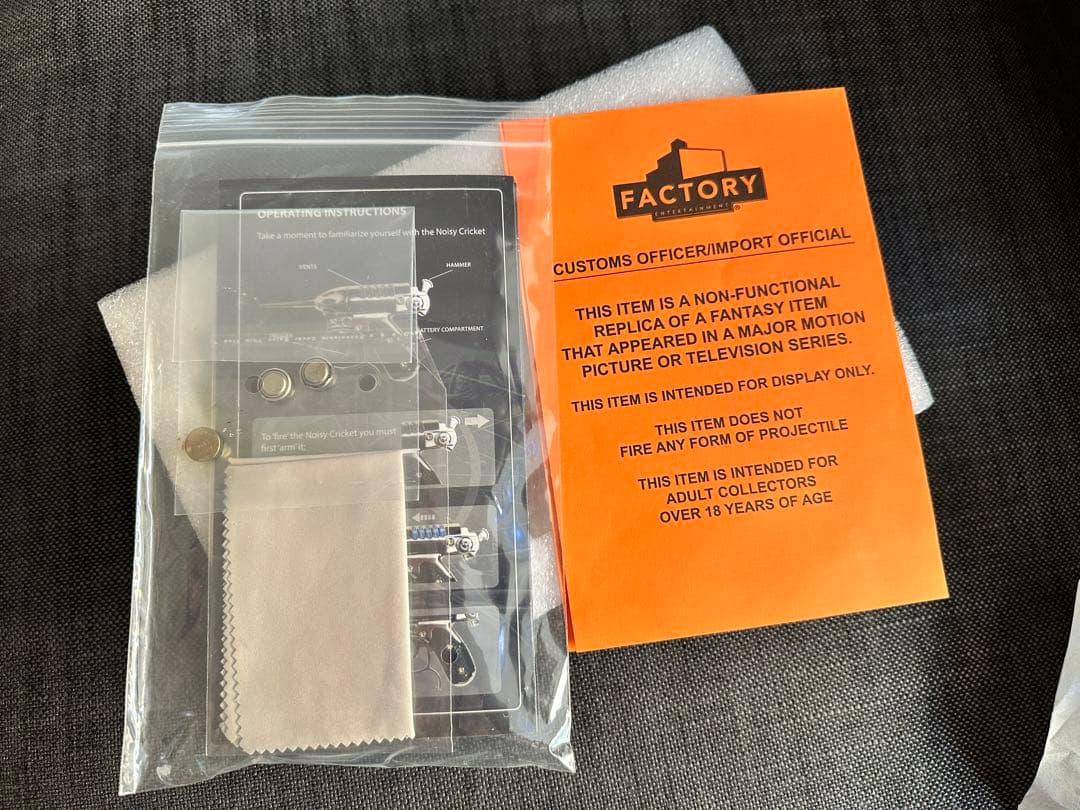 OPERATING INSTRUCTIONS
Take a moment to familiarize yourself with the Noisy Cricket
VENTS
HAMMER
BATTERY COMPARTMENT
To 'fire' the Noisy Cricket you must
first 'arm' it;
FACTORY
ENTERTAINMENT®
CUSTOMS OFFICER/IMPORT OFFICIAL
THIS ITEM IS A NON-FUNCTIONAL
REPLICA OF A FANTASY ITEM
THAT APPEARED IN A MAJOR MOTION
PICTURE OR TELEVISION SERIES.
THIS ITEM IS INTENDED FOR DISPLAY ONLY.
THIS ITEM DOES NOT
FIRE ANY FORM OF PROJECTILE
THIS ITEM IS INTENDED FOR
ADULT COLLECTORS
OVER 18 YEARS OF AGE